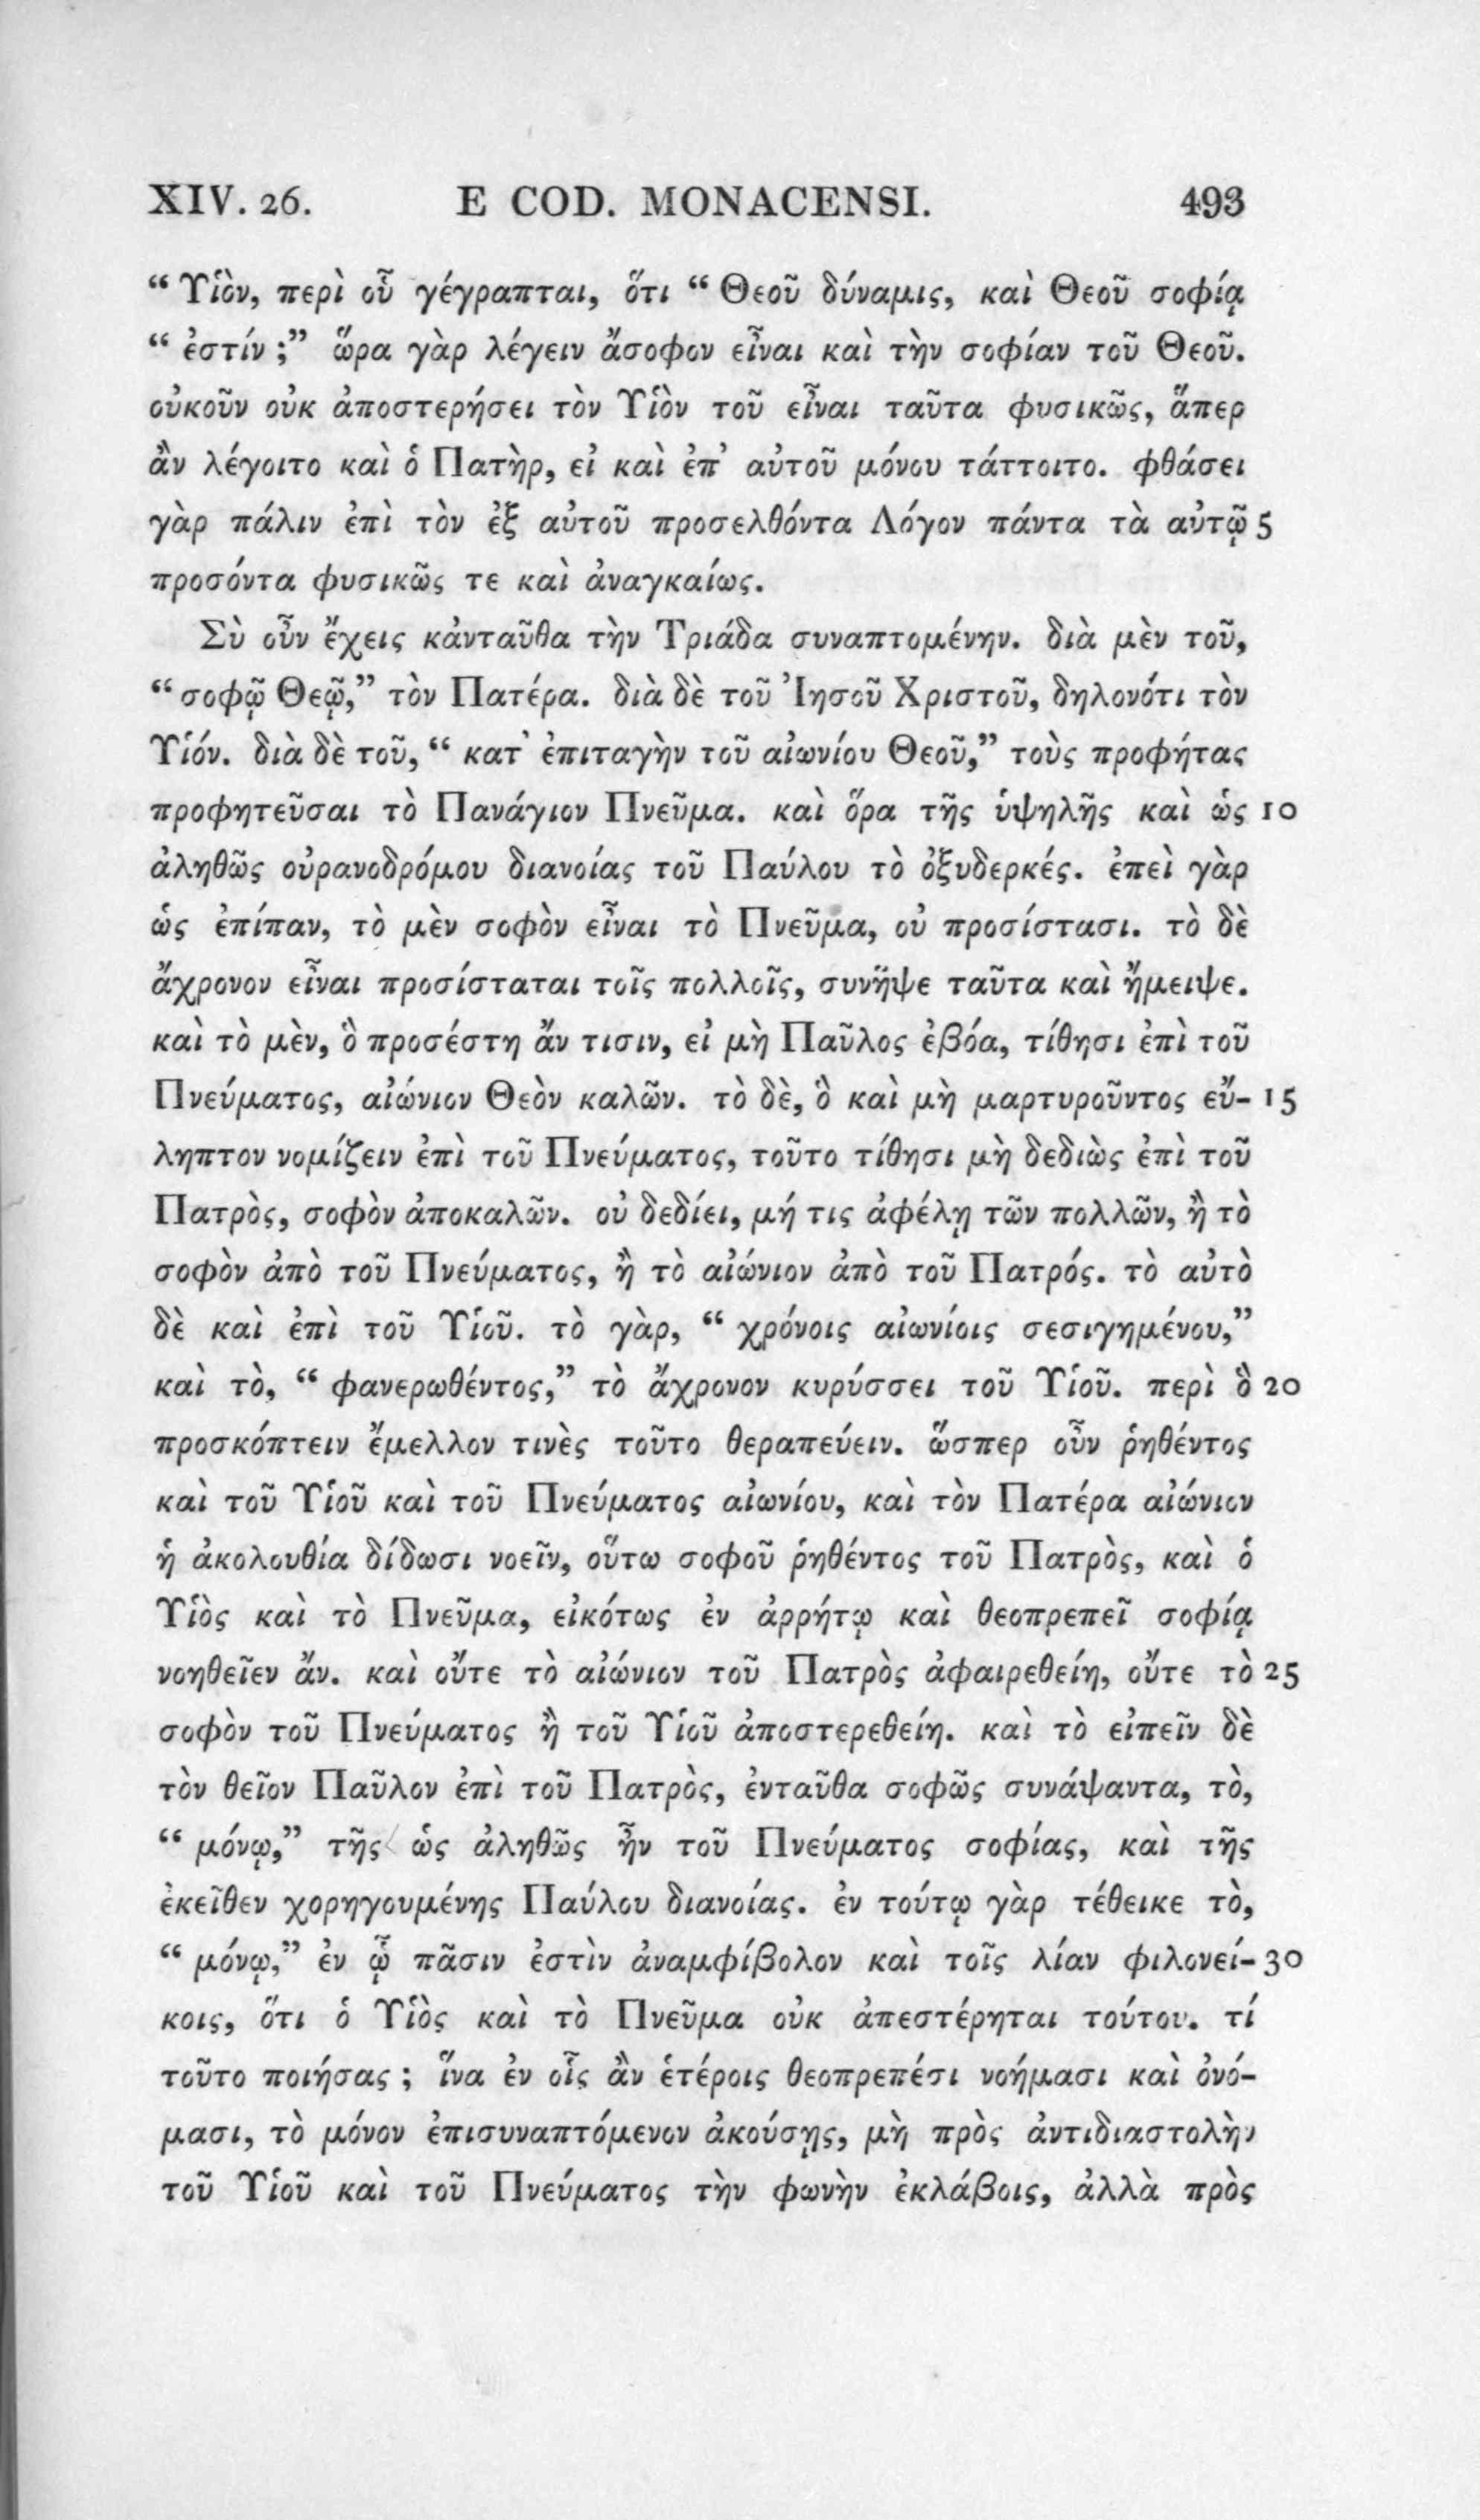 XIV. 26. E COD. MONACENSI. 493
“ Υἱὸν, περὶ οὗ γέγραπται, ὅτι “ Θεοῦ δύναμις, καὶ Θεοῦ σοφίᾳ
“ ἐστίν ;” ὥρα γὰρ λέγειν ἄσοφον εἶναι καὶ τὴν σοφίαν τοῦ Θεοῦ.
οὐκοῦν οὐκ ἀποστερήσει τὸν Υἱὸν τοῦ εἶναι ταῦτα φυσικῶς, ἅπερ
ἂν λέγοιτο καὶ ὁ Πατὴρ, εἰ καὶ ἐπ’ αὐτοῦ μόνου τάττοιτο. φθάσει
γὰρ πάλιν ἐπὶ τὸν ἐξ αὐτοῦ προσελθόντα Λόγον πάντα τὰ αὐτῷ 5
προσόντα φυσικῶς τε καὶ ἀναγκαίως.
Σὺ οὖν ἔχεις κἀνταῦθα τὴν Τριάδα συναπτομένην. διὰ μὲν τοῦ,
“ σοφῷ Θεῷ,” τὸν Πατέρα. διὰ δὲ τοῦ Ἰησοῦ Χριστοῦ, δηλονότι τὸν
Υἱόν. διὰ δὲ τοῦ, “ κατ’ ἐπιταγὴν τοῦ αἰωνίου Θεοῦ,” τοὺς προφήτας
προφητεῦσαι τὸ Πανάγιον Πνεῦμα. καὶ ὅρα τῆς ὑψηλῆς καὶ ὡς 10
ἀληθῶς οὐρανοδρόμου διανοίας τοῦ Παύλου τὸ ὀξυδερκές. ἐπεὶ γὰρ
ὡς ἐπίπαν, τὸ μὲν σοφὸν εἶναι τὸ Πνεῦμα, οὐ προσίστασι. τὸ δὲ
ἄχρονον εἶναι προσίσταται τοῖς πολλοῖς, συνῆψε ταῦτα καὶ ἤμειψε.
καὶ τὸ μὲν, ὃ προσέστη ἄν τισιν, εἰ μὴ Παῦλος ἐβόα, τίθησι ἐπὶ τοῦ
Πνεύματος, αἰώνιον Θεὸν καλῶν. τὸ δὲ, ὃ καὶ μὴ μαρτυροῦντος εὔ- 15
ληπτον νομίζειν ἐπὶ τοῦ Πνεύματος, τοῦτο τίθησι μὴ δεδιὼς ἐπὶ τοῦ
Πατρὸς, σοφὸν ἀποκαλῶν. οὐ δεδίει, μή τις ἀφέλῃ τῶν πολλῶν, ἢ τὸ
σοφὸν ἀπὸ τοῦ Πνεύματος, ἢ τὸ αἰώνιον ἀπὸ τοῦ Πατρός. τὸ αὐτὸ
δὲ καὶ ἐπὶ τοῦ Υἱοῦ. τὸ γὰρ, “ χρόνοις αἰωνίοις σεσιγημένου,”
καὶ τὸ, “ φανερωθέντος,” τὸ ἄχρονον κυρύσσει τοῦ Υἱοῦ. περὶ ὃ 20
προσκόπτειν ἔμελλον τινὲς τοῦτο θεραπεύειν. ὥσπερ οὖν ῥηθέντος
καὶ τοῦ Υἱοῦ καὶ τοῦ Πνεύματος αἰωνίου, καὶ τὸν Πατέρα αἰώνιον
ἡ ἀκολουθία δίδωσι νοεῖν, οὕτω σοφοῦ ῥηθέντος τοῦ Πατρὸς, καὶ ὁ
Υἱὸς καὶ τὸ Πνεῦμα, εἰκότως ἐν ἀρρήτῳ καὶ θεοπρεπεῖ σοφίᾳ
νοηθεῖεν ἄν. καὶ οὔτε τὸ αἰώνιον τοῦ Πατρὸς ἀφαιρεθείη, οὔτε τὸ 25
σοφὸν τοῦ Πνεύματος ἢ τοῦ Υἱοῦ ἀποστερεθείη. καὶ τὸ εἰπεῖν δὲ
τὸν θεῖον Παῦλον ἐπὶ τοῦ Πατρὸς, ἐνταῦθα σοφῶς συνάψαντα, τὸ,
“ μόνῳ,” τῆς ὡς ἀληθῶς ἦν τοῦ Πνεύματος σοφίας, καὶ τῆς
ἐκεῖθεν χορηγουμένης Παύλου διανοίας. ἐν τούτῳ γὰρ τέθεικε τὸ,
“ μόνῳ,” ἐν ᾧ πᾶσιν ἐστὶν ἀναμφίβολον καὶ τοῖς λίαν φιλονεί- 30
κοις, ὅτι ὁ Υἱὸς καὶ τὸ Πνεῦμα οὐκ ἀπεστέρηται τούτου. τί
τοῦτο ποιήσας ; ἵνα ἐν οἷς ἂν ἑτέροις θεοπρεπέσι νοήμασι καὶ ὀνό-
μασι, τὸ μόνον ἐπισυναπτόμενον ἀκούσῃς, μὴ πρὸς ἀντιδιαστολὴν
τοῦ Υἱοῦ καὶ τοῦ Πνεύματος τὴν φωνὴν ἐκλάβοις, ἀλλὰ πρὸς